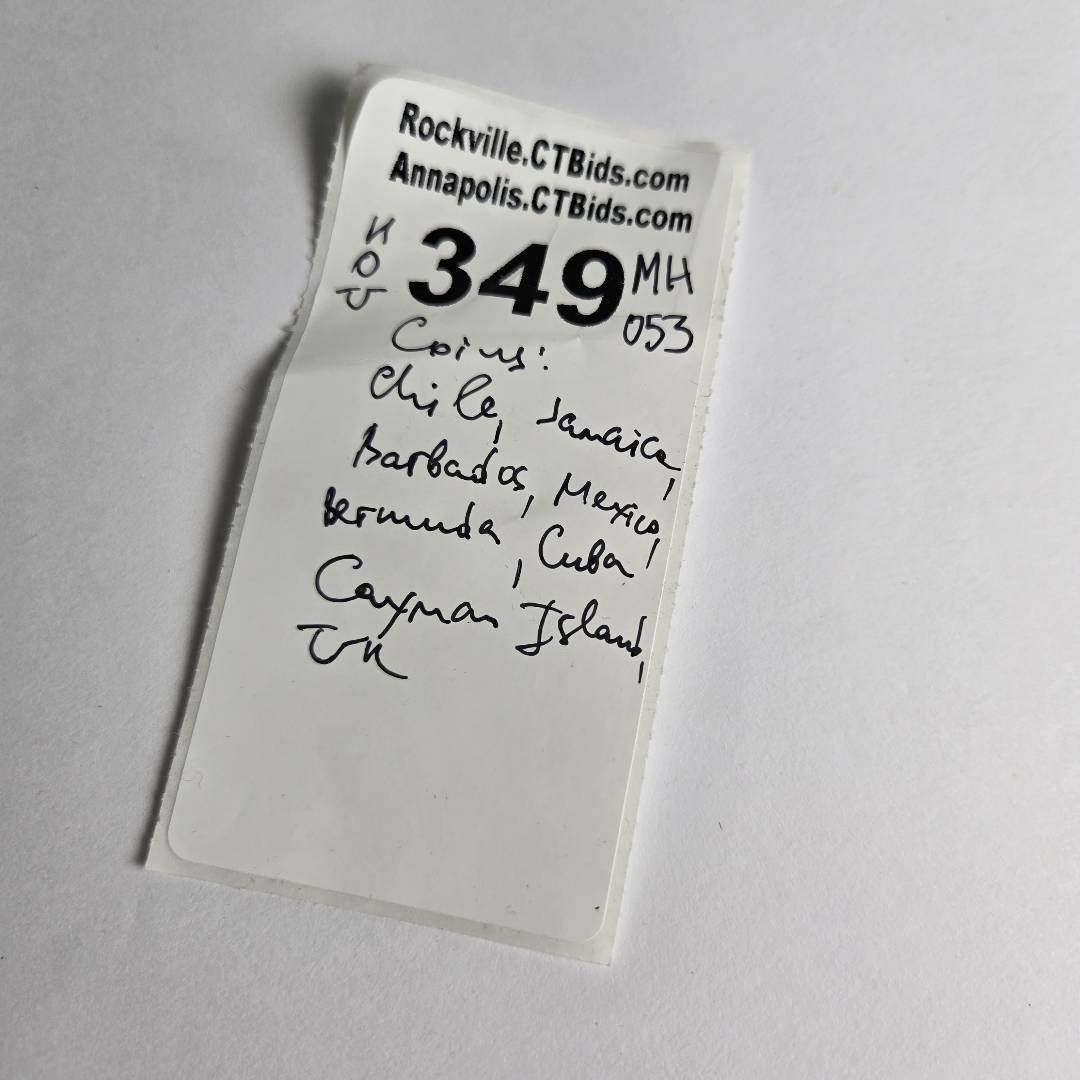 Rockville.CTBids.com
Annapolis.CTBids.com
349
MH
053
Coins:
Chile, Jamaica,
Barbados, Mexico,
Bermuda, Cuba,
Cayman Island,
UK